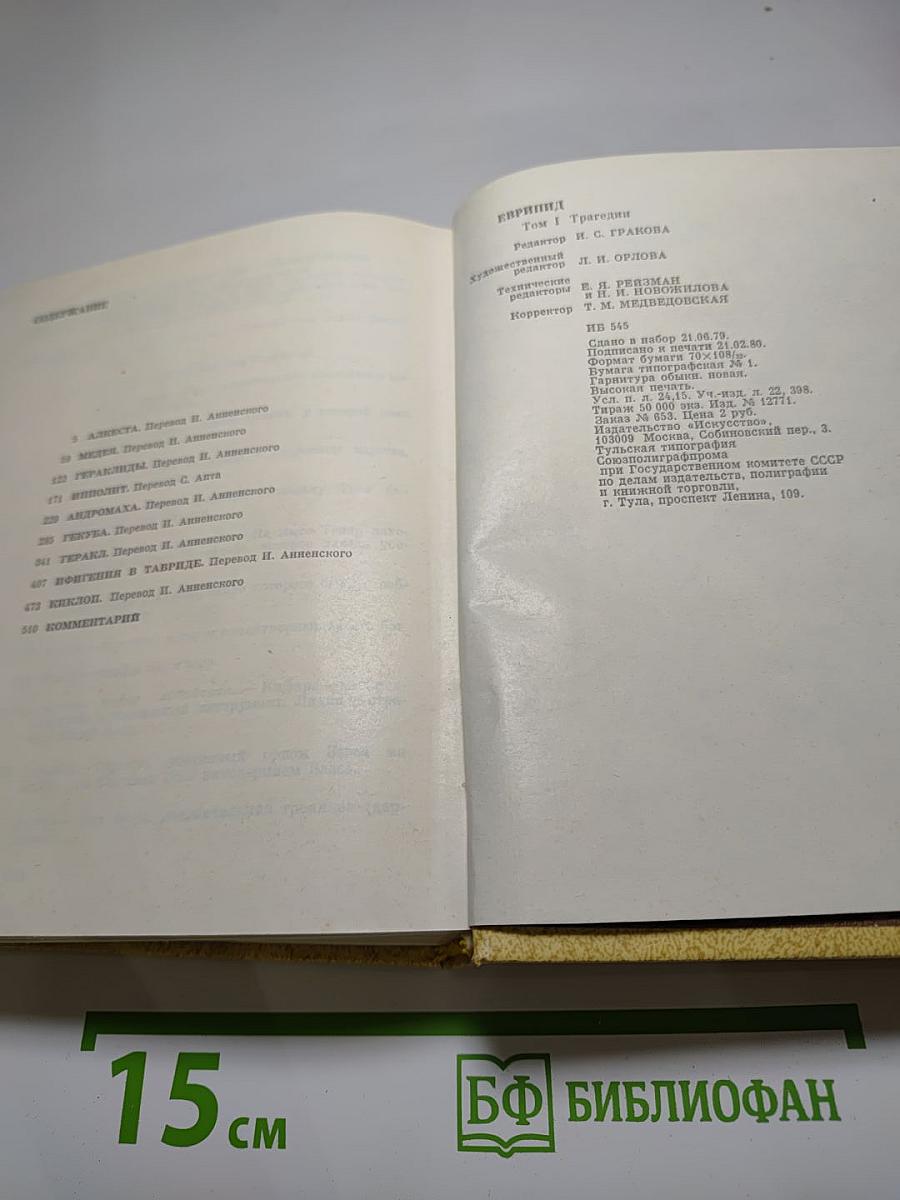 СОДЕРЖАНИЕ
5 АЛКЕСТА. Перевод И. Анненского
59 МЕДЕЯ. Перевод И. Анненского
123 ГЕРАКЛИДЫ. Перевод И. Анненского
171 ИППОЛИТ. Перевод С. Апта
229 АНДРОМАХА. Перевод И. Анненского
285 ГЕКУБА. Перевод И. Анненского
341 ГЕРАКЛ. Перевод И. Анненского
407 ИФИГЕНИЯ В ТАВРИДЕ. Перевод И. Анненского
473 КИКЛОП. Перевод И. Анненского
510 КОММЕНТАРИЙ
ЕВРИПИД
Том I Трагедии
Редактор И. С. ГРАКОВА
Художественный
редактор Л. И. ОРЛОВА
Технические Е. Я. РЕЙЗМАН
редакторы и Н. И. НОВОЖИЛОВА
Корректор Т. М. МЕДВЕДОВСКАЯ
ИБ 545
Сдано в набор 21.06.79.
Подписано к печати 21.02.80.
Формат бумаги 70×108/32.
Бумага типографская № 1.
Гарнитура обыкн. новая.
Высокая печать.
Усл. п. л. 24,15. Уч.-изд. л. 22, 398.
Тираж 50 000 экз. Изд. № 12771.
Заказ № 653. Цена 2 руб.
Издательство «Искусство»,
103009 Москва, Собиновский пер., 3.
Тульская типография
Союзполиграфпрома
при Государственном комитете СССР
по делам издательств, полиграфии
и книжной торговли,
г. Тула, проспект Ленина, 109.
15 СМ
БФ БИБЛИОФАН